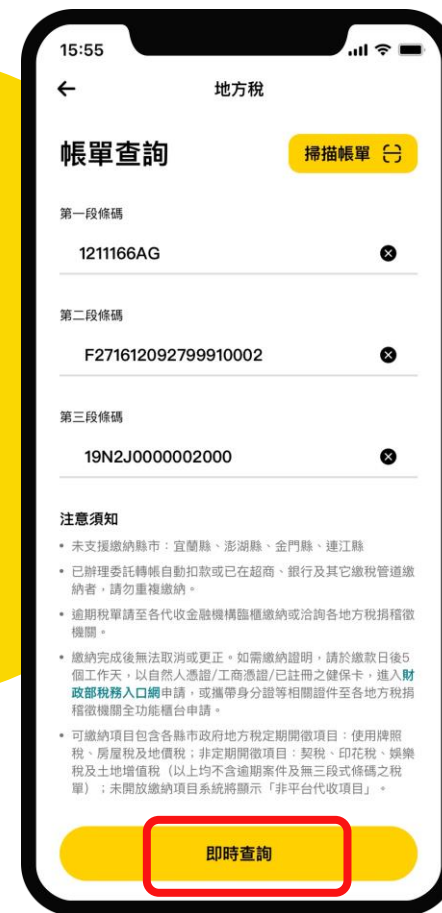 15:55
地方稅
帳單查詢
掃描帳單
第一段條碼
1211166AG
第二段條碼
F271612092799910002
第三段條碼
19N2J0000002000
注意須知
• 未支援繳納縣市：宜蘭縣、澎湖縣、金門縣、連江縣
• 已辦理委託轉帳自動扣款或已在超商、銀行及其它繳稅管道繳
納者，請勿重複繳納。
• 逾期稅單請至各代收金融機構臨櫃繳納或洽詢各地方稅捐稽徵
機關。
• 繳納完成後無法取消或更正。如需繳納證明，請於繳款日後5
個工作天，以自然人憑證/工商憑證/已註冊之健保卡，進入財
政部稅務入口網申請，或攜帶身分證等相關證件至各地方稅捐
稽徵機關全功能櫃台申請。
• 可繳納項目包含各縣市政府地方稅定期開徵項目：使用牌照
稅、房屋稅及地價稅；非定期開徵項目：契稅、印花稅、娛樂
稅及土地增值稅（以上均不含逾期案件及無三段式條碼之稅
單）；未開放繳納項目系統將顯示「非平台代收項目」。
即時查詢